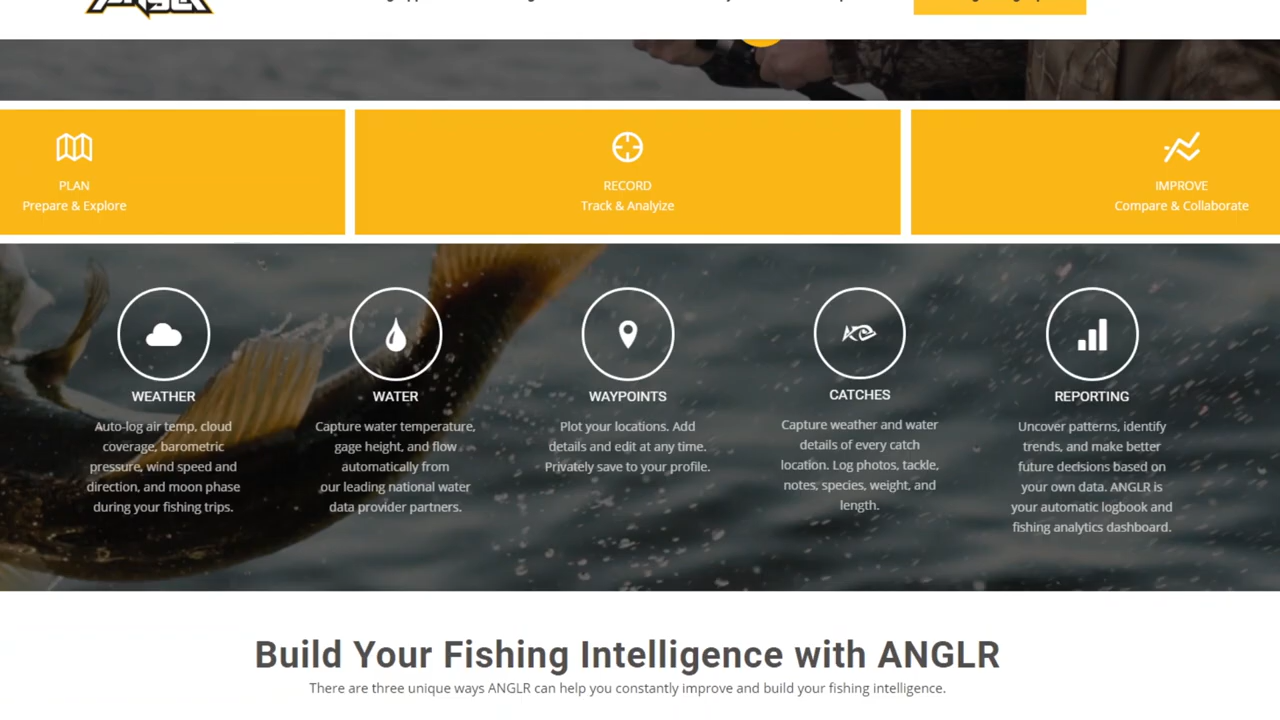 PLAN
Prepare & Explore
RECORD
Track & Analyize
IMPROVE
Compare & Collaborate
WEATHER
Auto-log air temp, cloud
coverage, barometric
pressure, wind speed and
direction, and moon phase
during your fishing trips.
WATER
Capture water temperature,
gage height, and flow
automatically from
our leading national water
data provider partners.
WAYPOINTS
Plot your locations. Add
details and edit at any time.
Privately save to your profile.
CATCHES
Capture weather and water
details of every catch
location. Log photos, tackle,
notes, species, weight, and
length.
REPORTING
Uncover patterns, identify
trends, and make better
future decisions based on
your own data. ANGLR is
your automatic logbook and
fishing analytics dashboard.
Build Your Fishing Intelligence with ANGLR
There are three unique ways ANGLR can help you constantly improve and build your fishing intelligence.